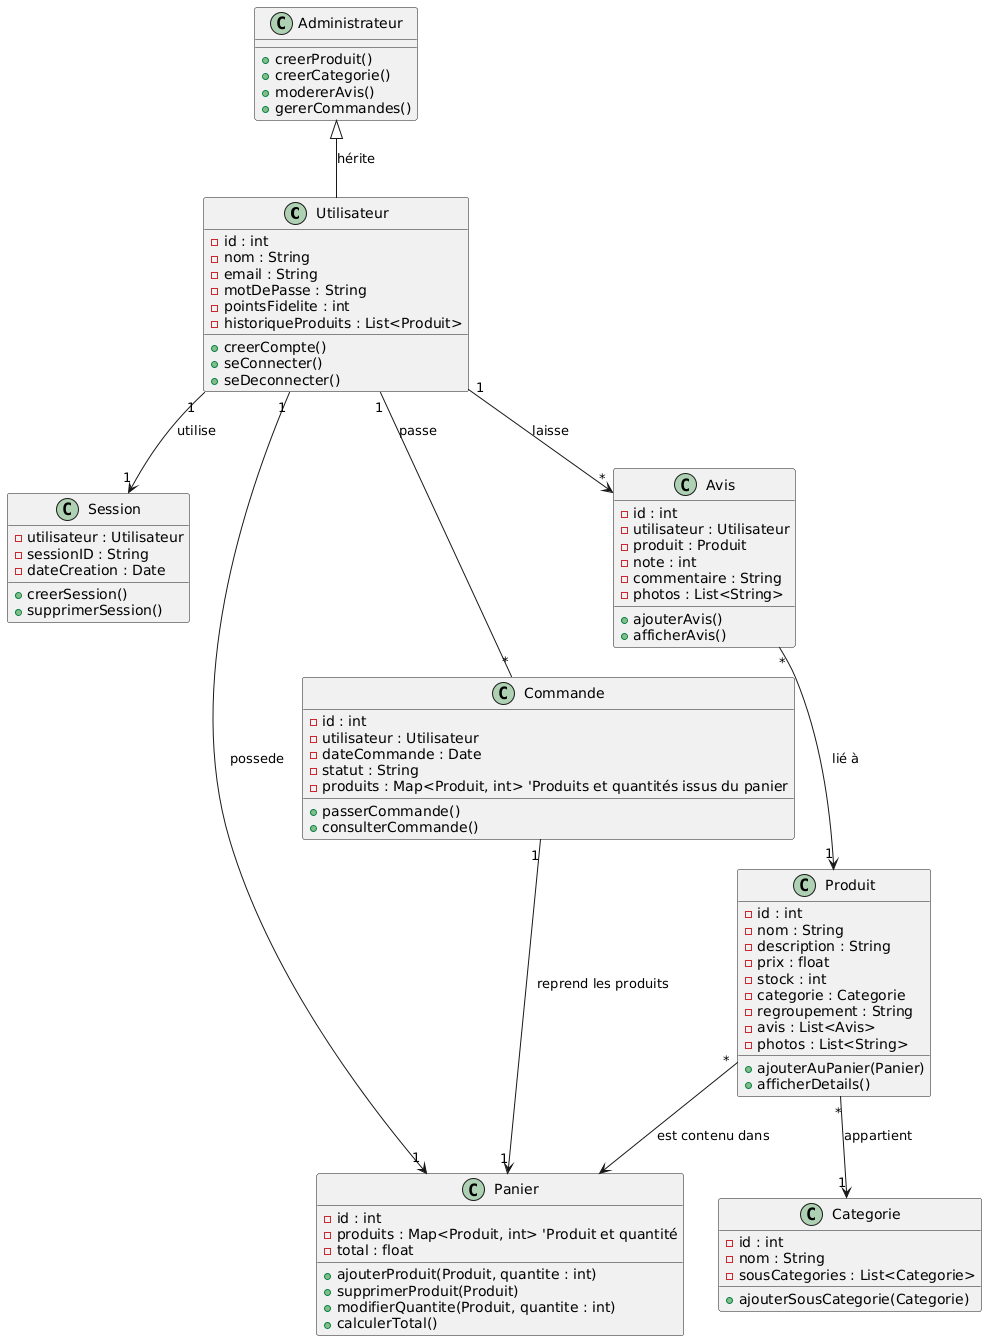 C Administrateur
creerProduit()
creerCategorie()
modererAvis()
gererCommandes()
hérite
C Utilisateur
id : int
nom : String
email : String
motDePasse : String
pointsFidelite : int
historiqueProduits : List<Produit>
creerCompte()
seConnecter()
seDeconnecter()
1
1
1
1
utilise
passe
laisse
1
*
C Session
utilisateur : Utilisateur
sessionID : String
dateCreation : Date
creerSession()
supprimerSession()
C Avis
id : int
utilisateur : Utilisateur
produit : Produit
note : int
commentaire : String
photos : List<String>
ajouterAvis()
afficherAvis()
*
*
C Commande
id : int
utilisateur : Utilisateur
dateCommande : Date
statut : String
produits : Map<Produit, int> 'Produits et quantités issus du panier
passerCommande()
consulterCommande()
possede
lié à
1
1
C Produit
id : int
nom : String
description : String
prix : float
stock : int
categorie : Categorie
regroupement : String
avis : List<Avis>
photos : List<String>
ajouterAuPanier(Panier)
afficherDetails()
reprend les produits
*
*
est contenu dans
appartient
1
1
1
C Panier
id : int
produits : Map<Produit, int> 'Produit et quantité
total : float
ajouterProduit(Produit, quantite : int)
supprimerProduit(Produit)
modifierQuantite(Produit, quantite : int)
calculerTotal()
C Categorie
id : int
nom : String
sousCategories : List<Categorie>
ajouterSousCategorie(Categorie)